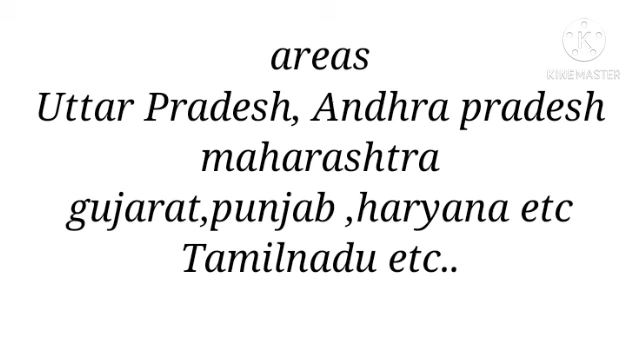 KINEMASTER
areas
Uttar Pradesh, Andhra pradesh
maharashtra
gujarat,punjab ,haryana etc
Tamilnadu etc..